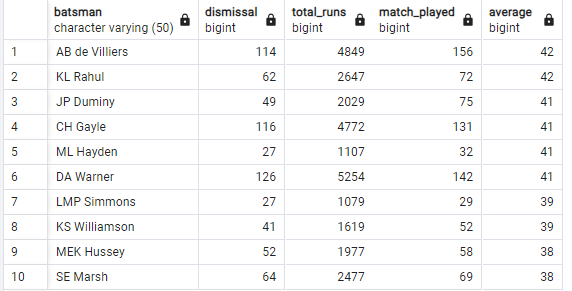 batsman dismissal total_runs match_played average
character varying (50) bigint bigint bigint bigint
1 AB de Villiers 114 4849 156 42
2 KL Rahul 62 2647 72 42
3 JP Duminy 49 2029 75 41
4 CH Gayle 116 4772 131 41
5 ML Hayden 27 1107 32 41
6 DA Warner 126 5254 142 41
7 LMP Simmons 27 1079 29 39
8 KS Williamson 41 1619 52 39
9 MEK Hussey 52 1977 58 38
10 SE Marsh 64 2477 69 38